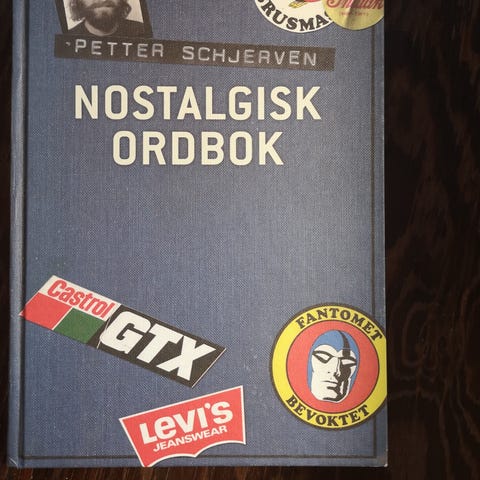 PETTER SCHJERVEN
NOSTALGISK
ORDBOK
Castrol
GTX
LEVI'S
JEANSWEAR
FANTOMET
BEVOKTET